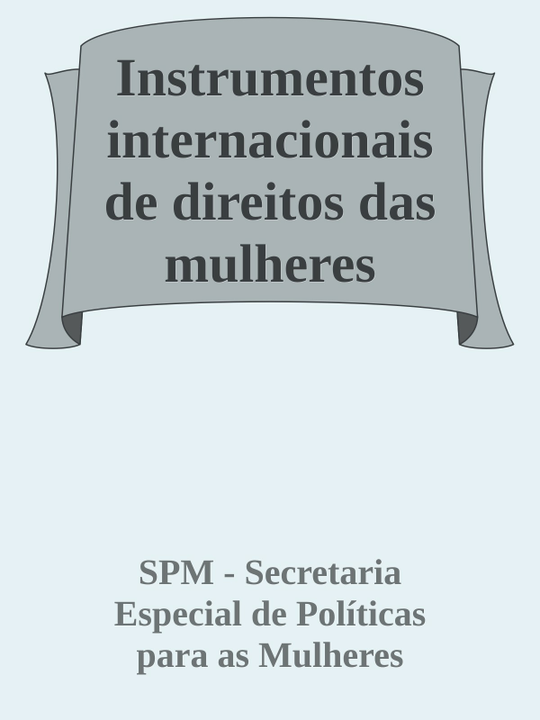 Instrumentos
internacionais
de direitos das
mulheres
SPM - Secretaria
Especial de Políticas
para as Mulheres